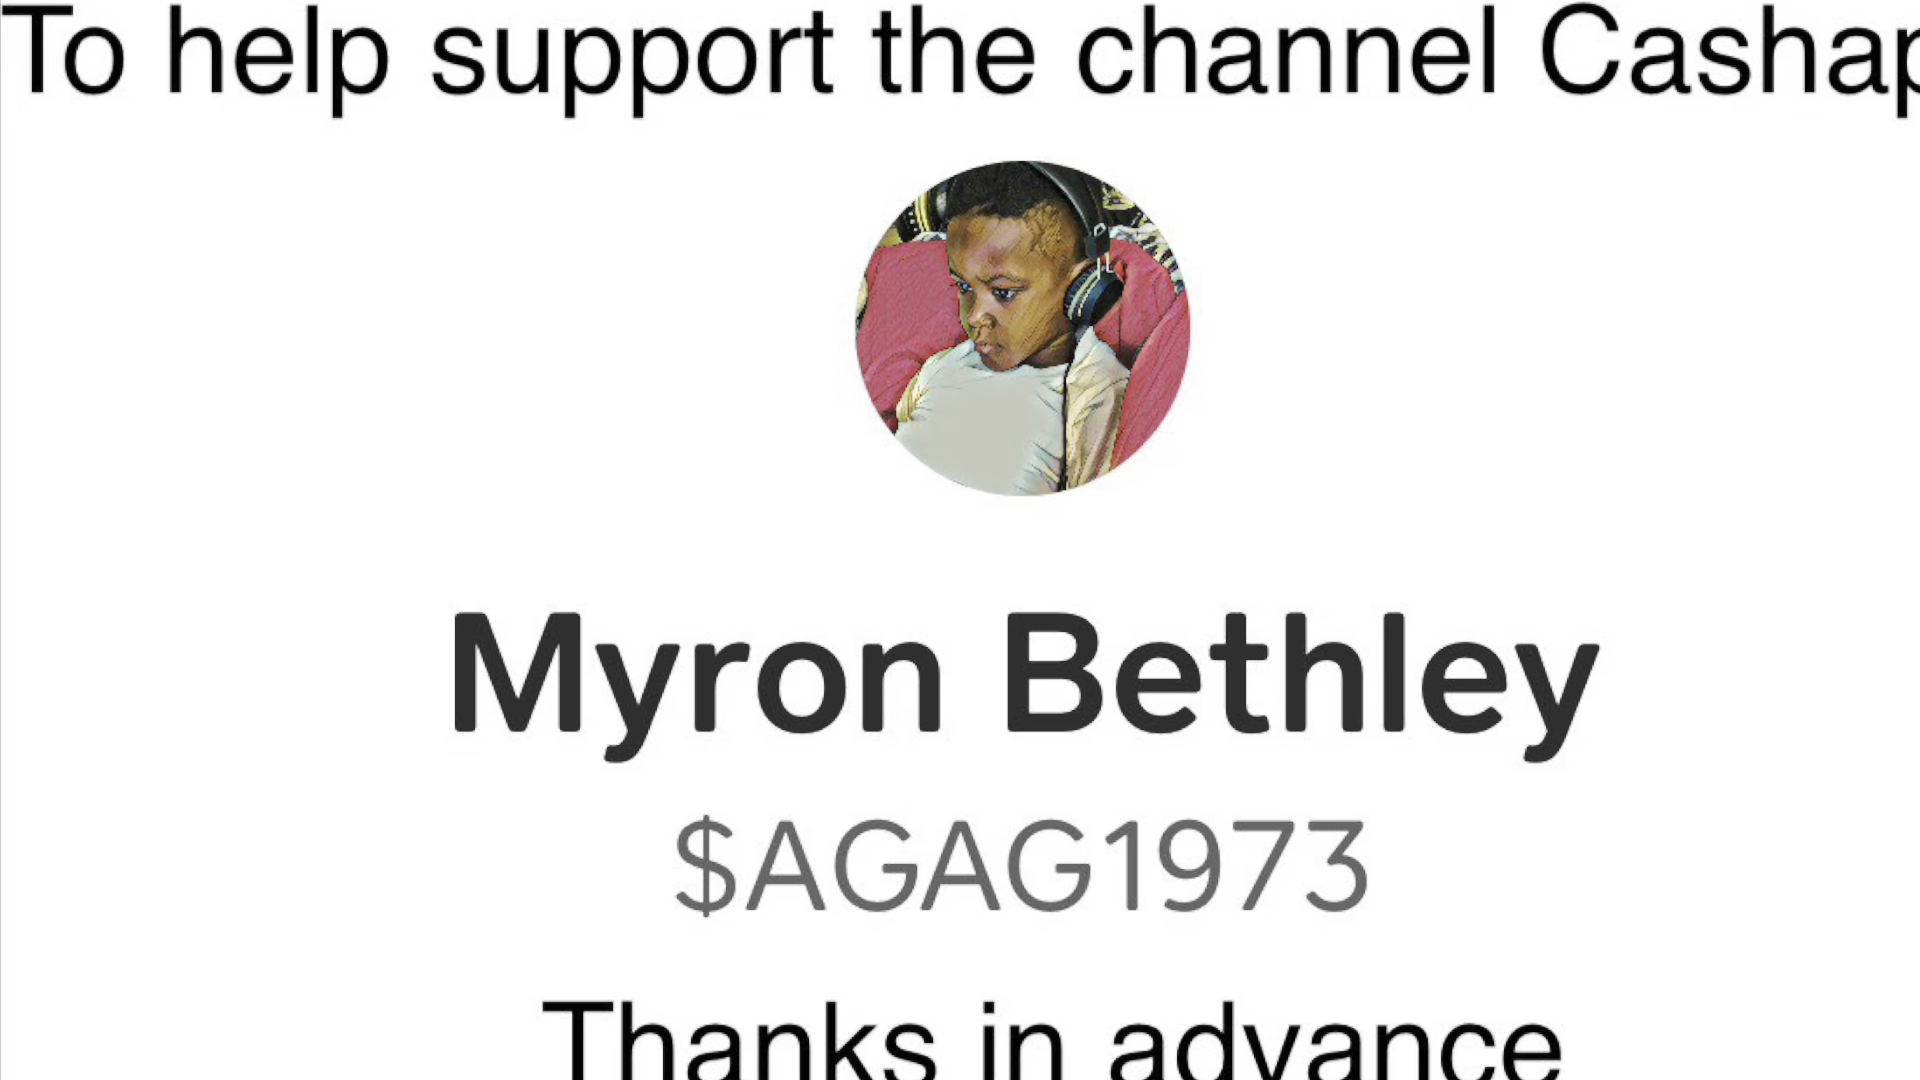 To help support the channel Cashap
Myron Bethley
$AGAG1973
Thanks in advance